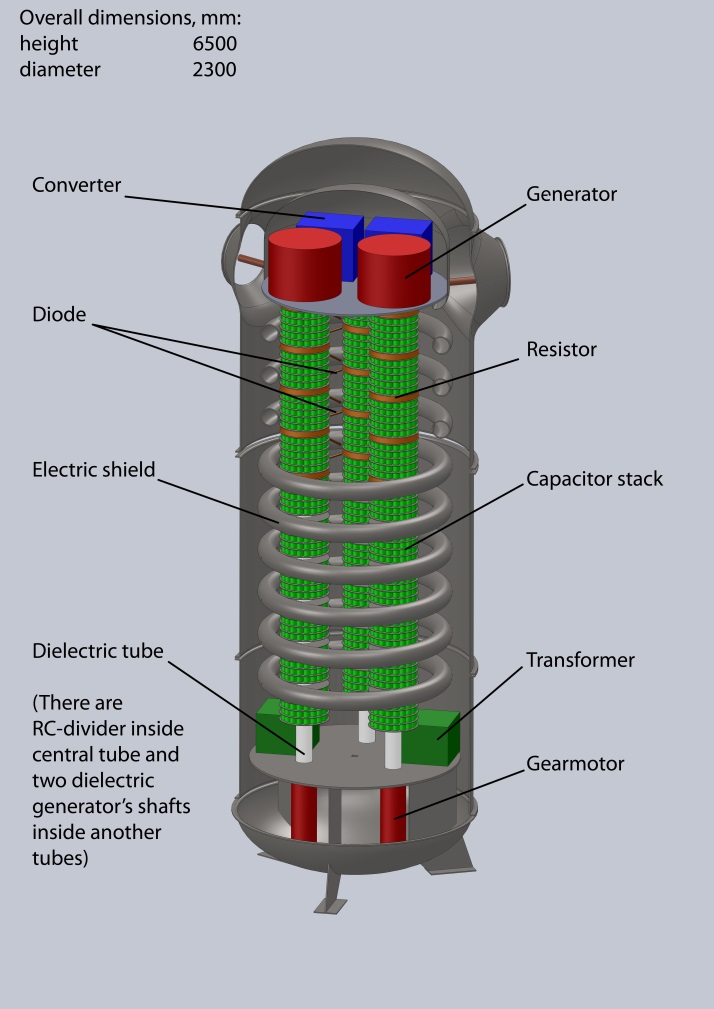 Overall dimensions, mm:
height 6500
diameter 2300
Converter
Generator
Diode
Resistor
Electric shield
Capacitor stack
Dielectric tube
Transformer
(There are
RC-divider inside
central tube and
two dielectric
generator's shafts
inside another
tubes)
Gearmotor